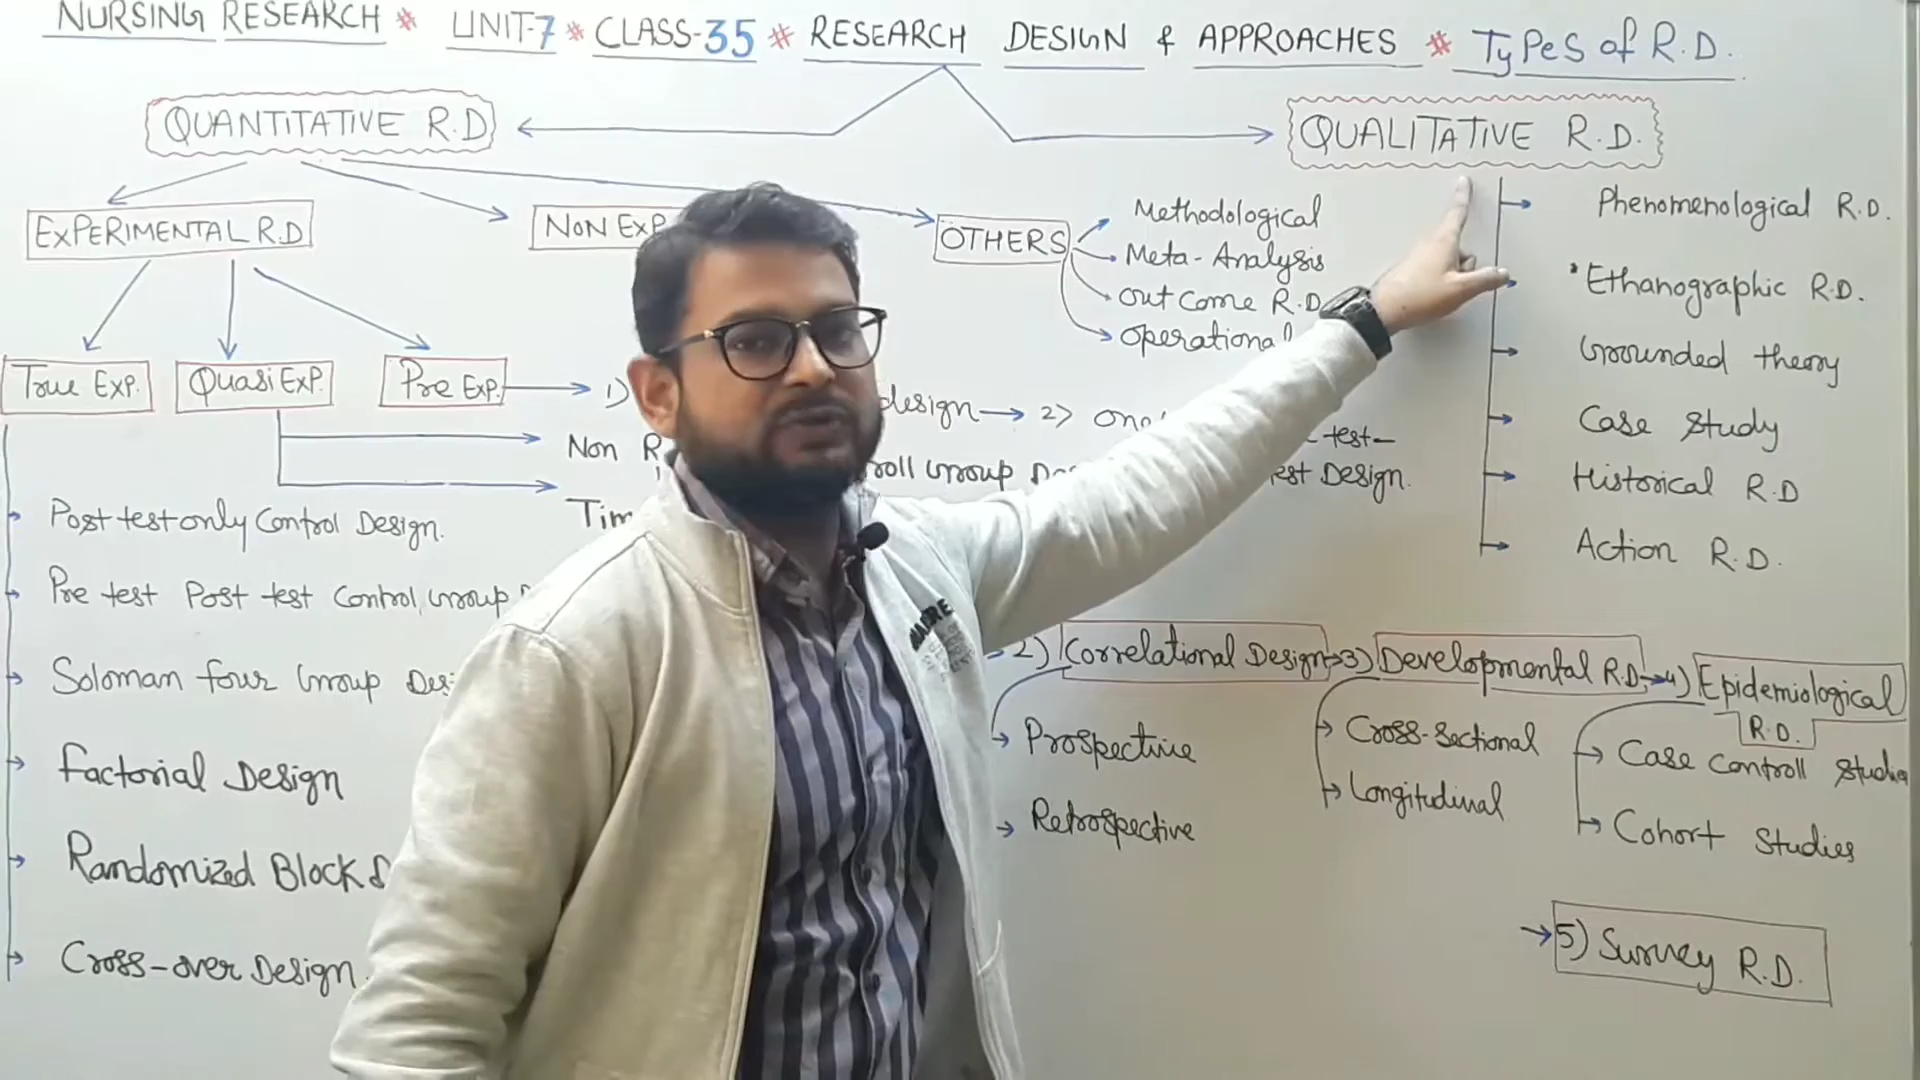 NURSING RESEARCH * UNIT-7 * CLASS-35 * RESEARCH DESIGN & APPROACHES * Types of R.D.
QUANTITATIVE R.D
QUALITATIVE R.D.
EXPERIMENTAL R.D
NON EXP
OTHERS
Methodological
Meta-Analysis
Out Come R.D
Operational
Phenomenological R.D.
Ethanographic R.D.
Grounded theory
Case Study
Historical R.D
Action R.D.
True Exp.
Quasi Exp.
Pre Exp.
1)
design → 2) one
test-
Non R
roll Group De
est Design.
Tim
Post test only Control Design.
Pre test Post test Control Group
Soloman four Group Desi
Factorial Design
Randomized Block D
Cross-over Design.
2) Correlational Design
Prospective
Retrospective
3) Developmental R.D
Cross-Sectional
Longitudinal
4) Epidemiological
R.D.
Case Controll Studies
Cohort Studies
5) Survey R.D.